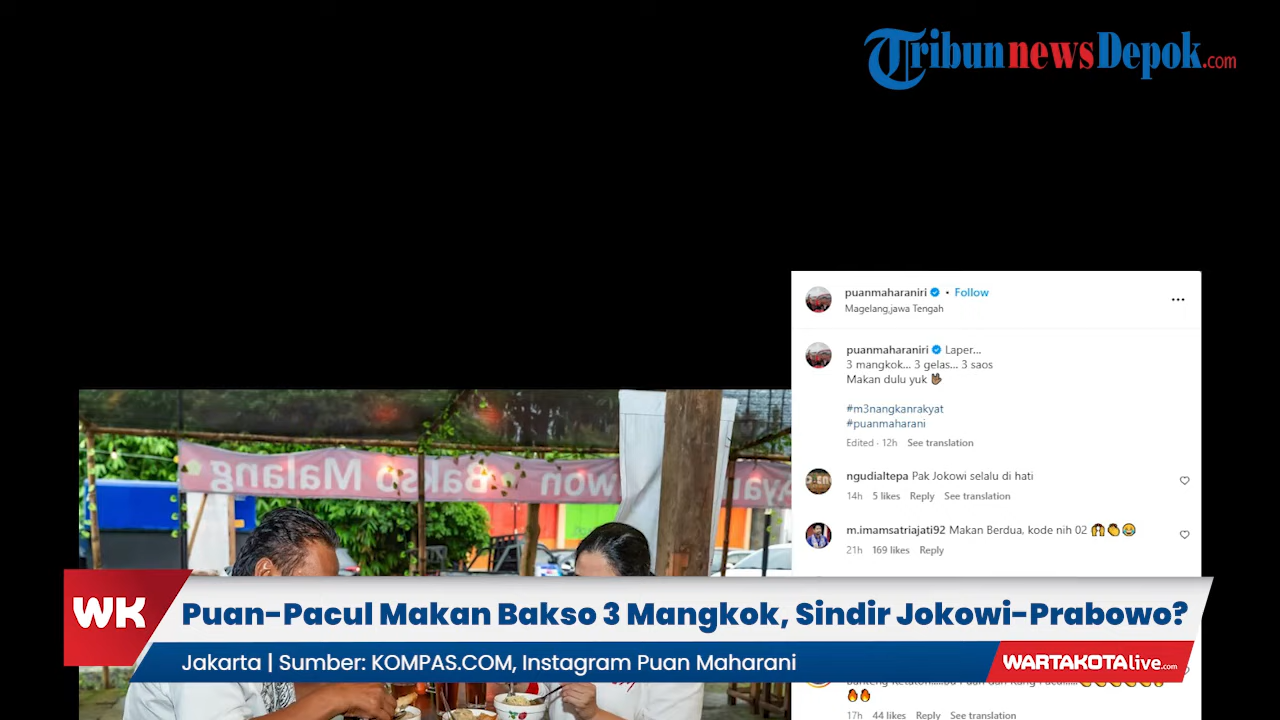 TribunnewsDepok.com
puanmaharaniri • Follow
Magelang,jawa Tengah
puanmaharaniri Laper...
3 mangkok... 3 gelas... 3 saos
Makan dulu yuk
#m3nangkanrakyat
#puanmaharani
Edited · 12h See translation
ngudialtepa Pak Jokowi selalu di hati
14h 5 likes Reply See translation
m.imamsatriajati92 Makan Berdua, kode nih 02 🙌👏😂
21h 169 likes Reply
Bakso Malang
WK
Puan-Pacul Makan Bakso 3 Mangkok, Sindir Jokowi-Prabowo?
Jakarta | Sumber: KOMPAS.COM, Instagram Puan Maharani
WARTAKOTAlive.com
17h 44 likes Reply See translation